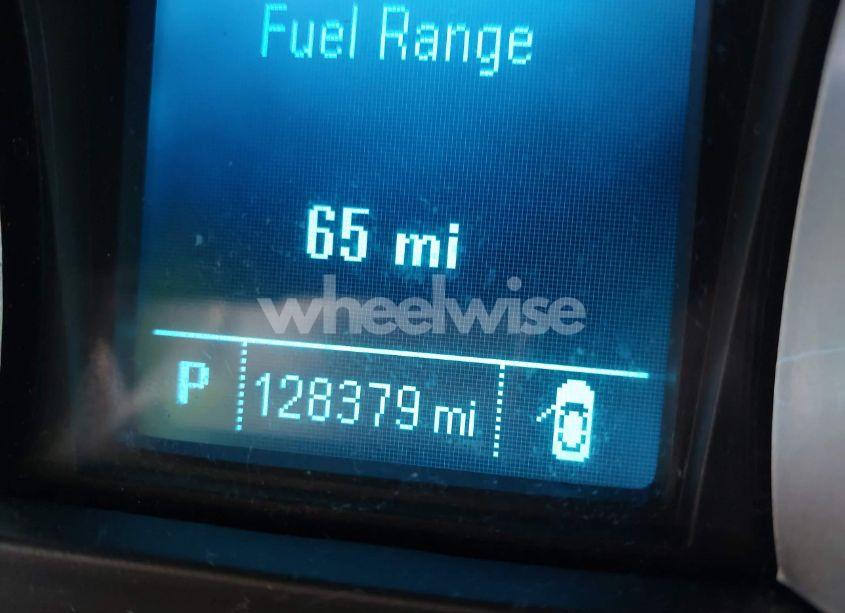 Fuel Range
65 mi
wheelwise
P 128379 mi